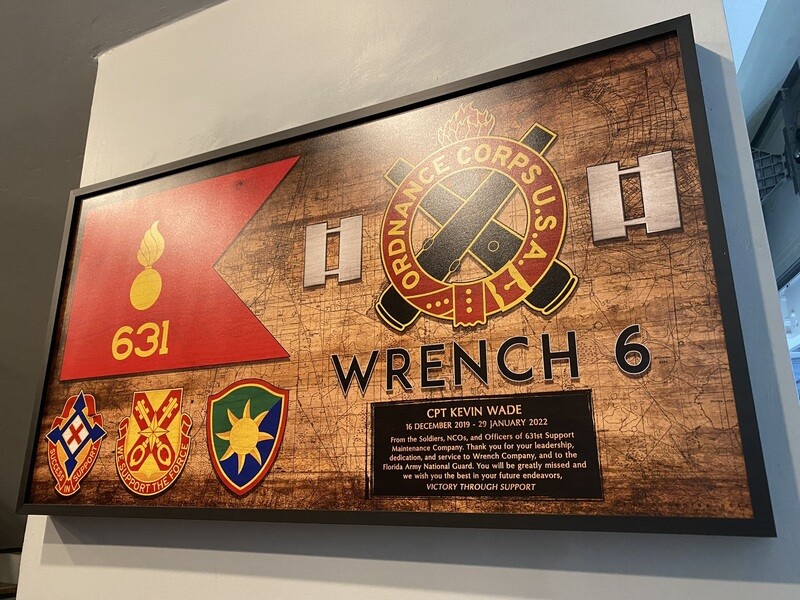 ORDNANCE CORPS U.S.A.
631
WRENCH 6
SUCCESS IN SUPPORT
WE SUPPORT THE FORCE
CPT KEVIN WADE
16 DECEMBER 2019 - 29 JANUARY 2022
From the Soldiers, NCOs, and Officers of 631st Support
Maintenance Company. Thank you for your leadership,
dedication, and service to Wrench Company, and to the
Florida Army National Guard. You will be greatly missed and
we wish you the best in your future endeavors,
VICTORY THROUGH SUPPORT